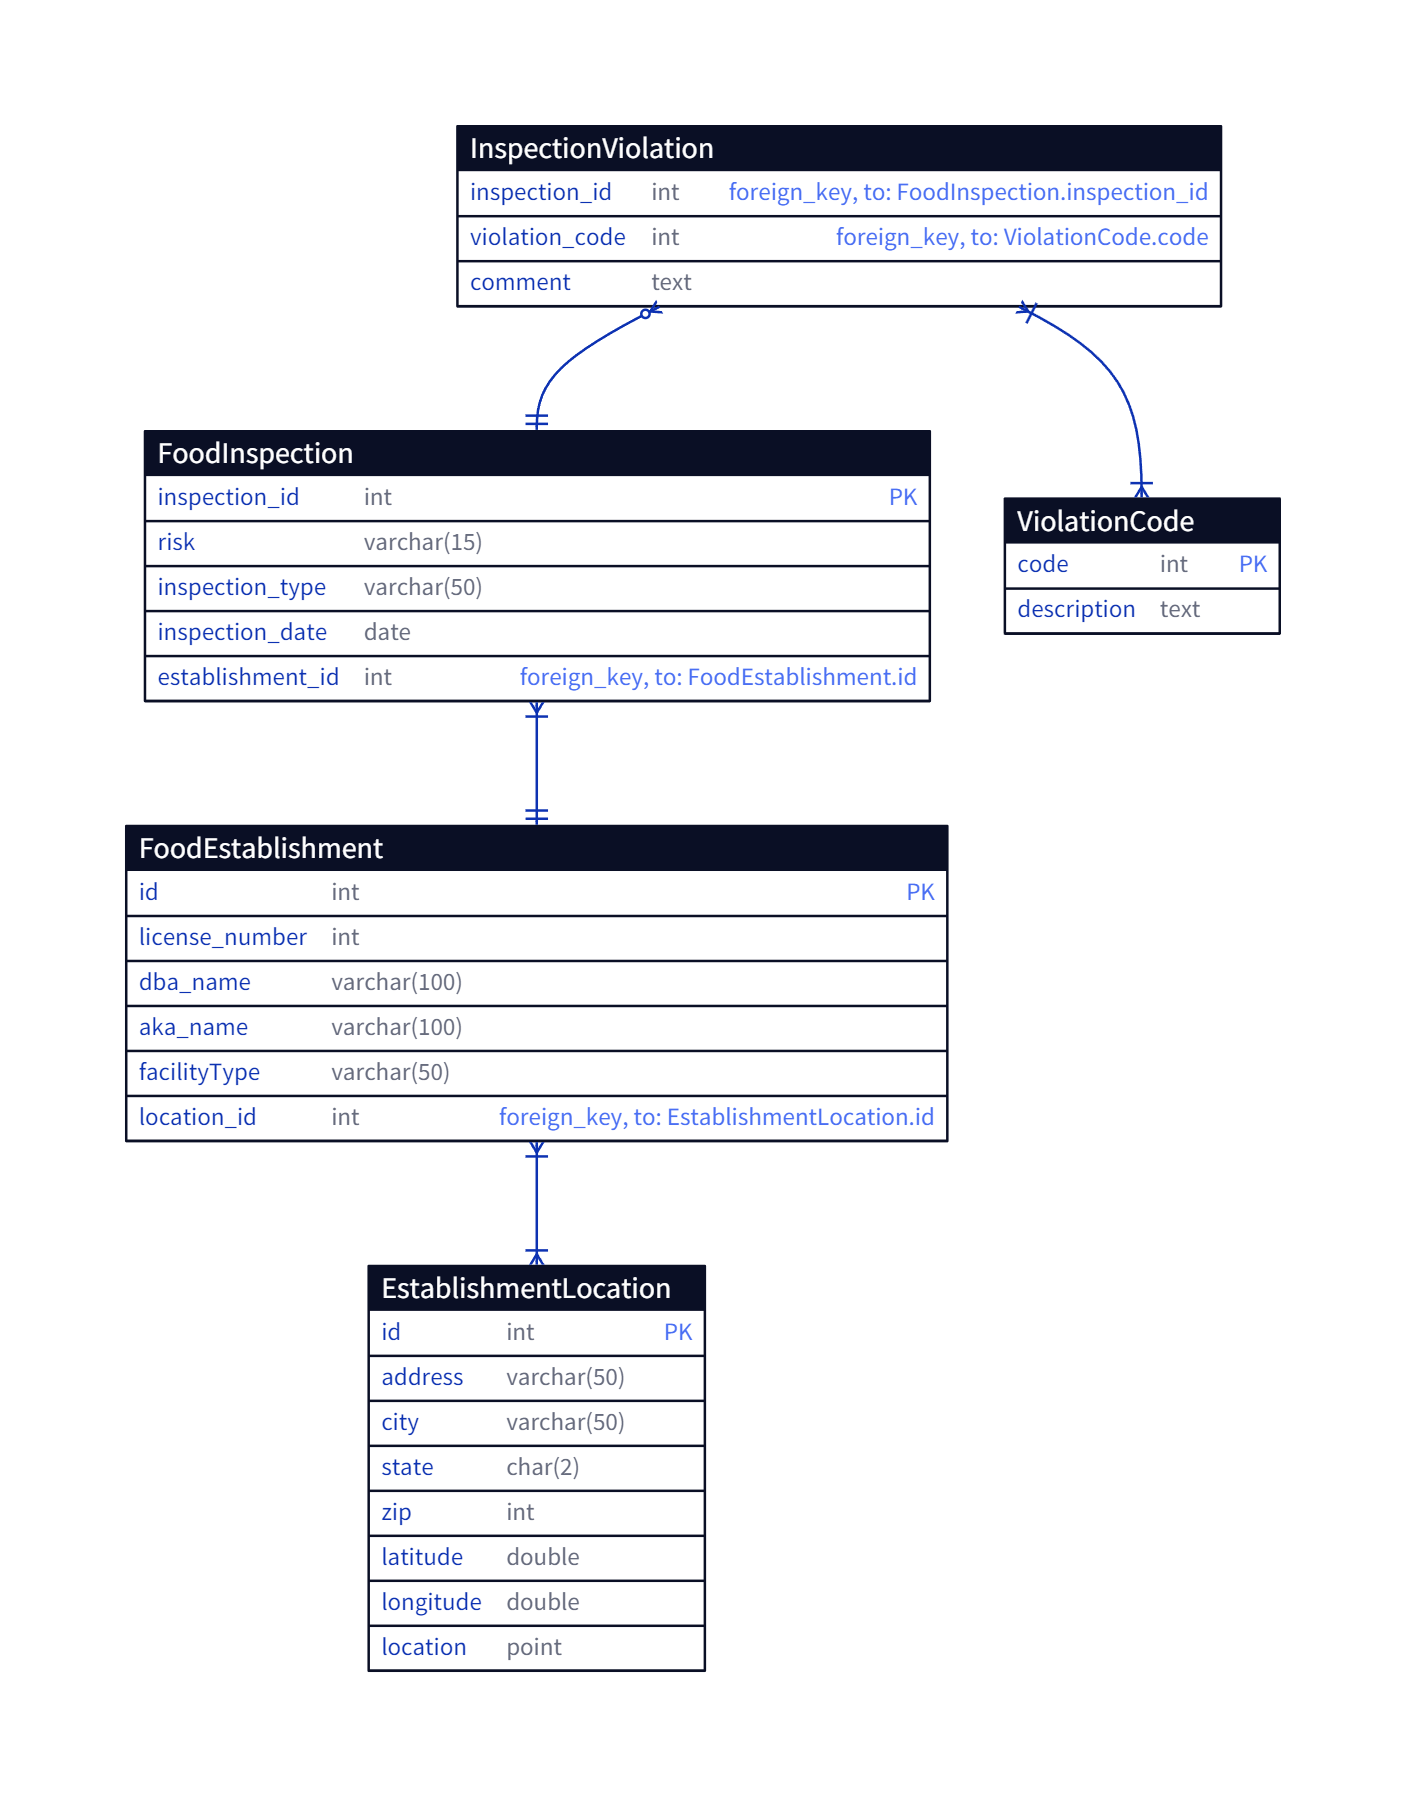 InspectionViolation
inspection_id int foreign_key, to: FoodInspection.inspection_id
violation_code int foreign_key, to: ViolationCode.code
comment text
FoodInspection
inspection_id int PK
risk varchar(15)
inspection_type varchar(50)
inspection_date date
establishment_id int foreign_key, to: FoodEstablishment.id
ViolationCode
code int PK
description text
FoodEstablishment
id int PK
license_number int
dba_name varchar(100)
aka_name varchar(100)
facilityType varchar(50)
location_id int foreign_key, to: EstablishmentLocation.id
EstablishmentLocation
id int PK
address varchar(50)
city varchar(50)
state char(2)
zip int
latitude double
longitude double
location point